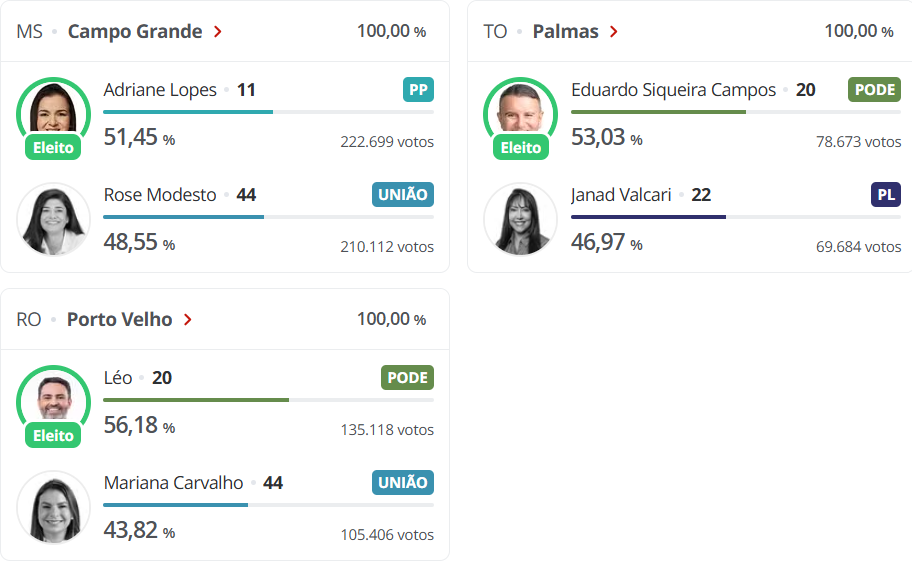 MS • Campo Grande 100,00 %
Adriane Lopes • 11 PP
51,45 % 222.699 votos
Eleito
Rose Modesto • 44 UNIÃO
48,55 % 210.112 votos
TO • Palmas 100,00 %
Eduardo Siqueira Campos • 20 PODE
53,03 % 78.673 votos
Eleito
Janad Valcari • 22 PL
46,97 % 69.684 votos
RO • Porto Velho 100,00 %
Léo • 20 PODE
56,18 % 135.118 votos
Eleito
Mariana Carvalho • 44 UNIÃO
43,82 % 105.406 votos